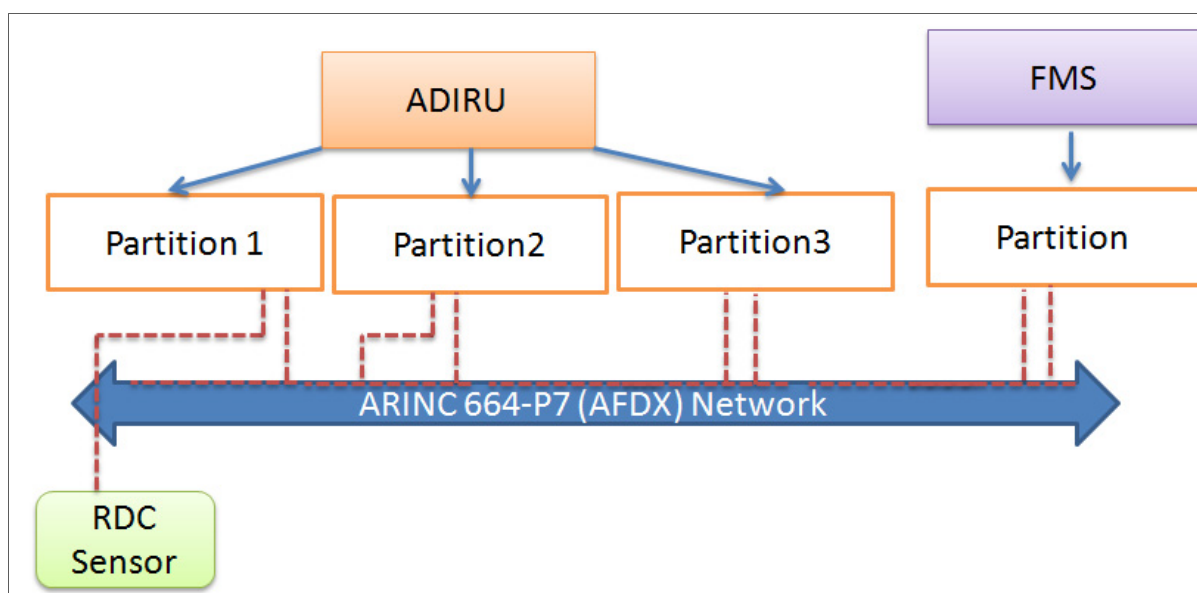 ADIRU
FMS
Partition 1
Partition2
Partition3
Partition
ARINC 664-P7 (AFDX) Network
RDC
Sensor